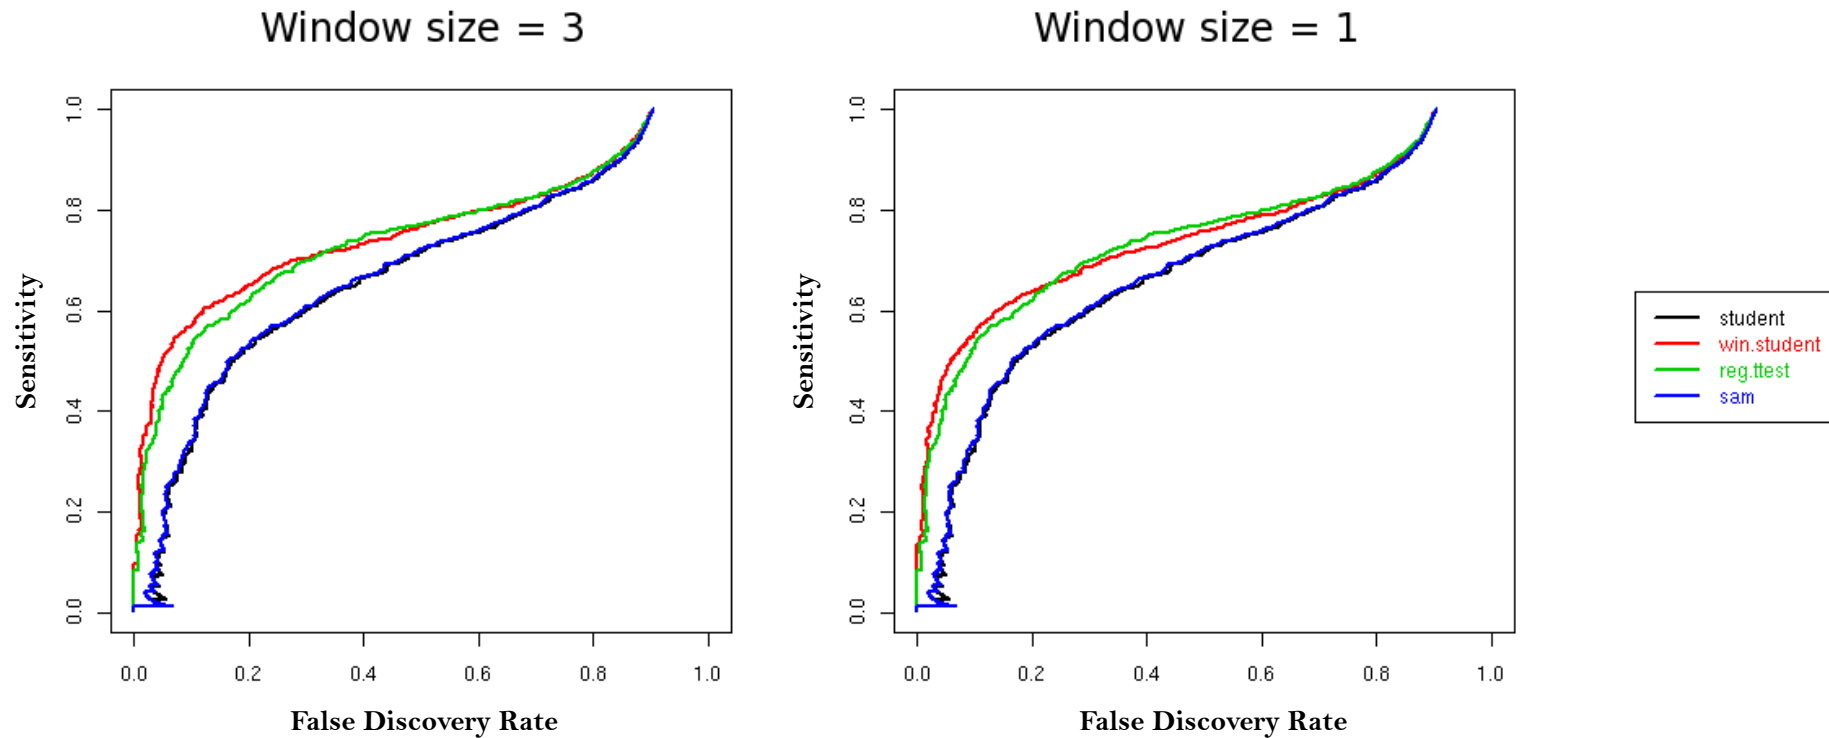 Window size = 3
Window size = 1
1.0
0.8
0.6
0.4
0.2
0.0
Sensitivity
0.0 0.2 0.4 0.6 0.8 1.0
False Discovery Rate
1.0
0.8
0.6
0.4
0.2
0.0
Sensitivity
0.0 0.2 0.4 0.6 0.8 1.0
False Discovery Rate
student
win.student
reg.ttest
sam